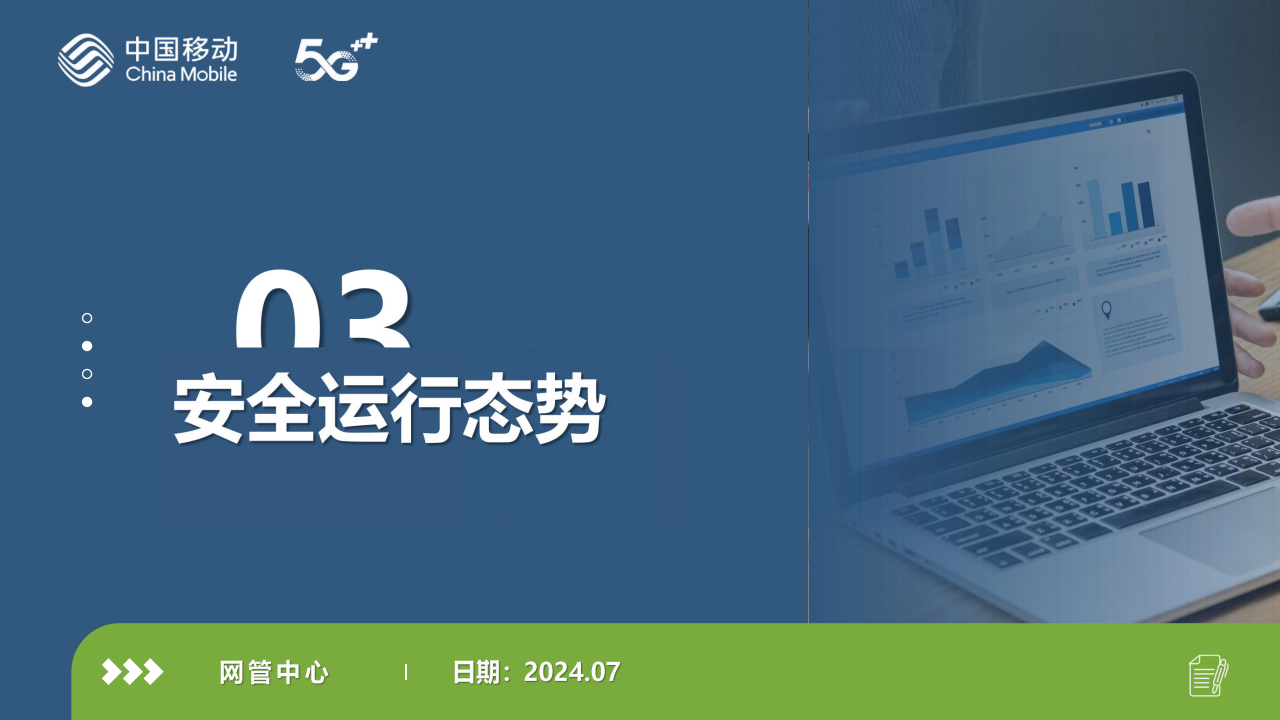 中国移动
China Mobile
5G++
03
安全运行态势
网管中心
日期：2024.07